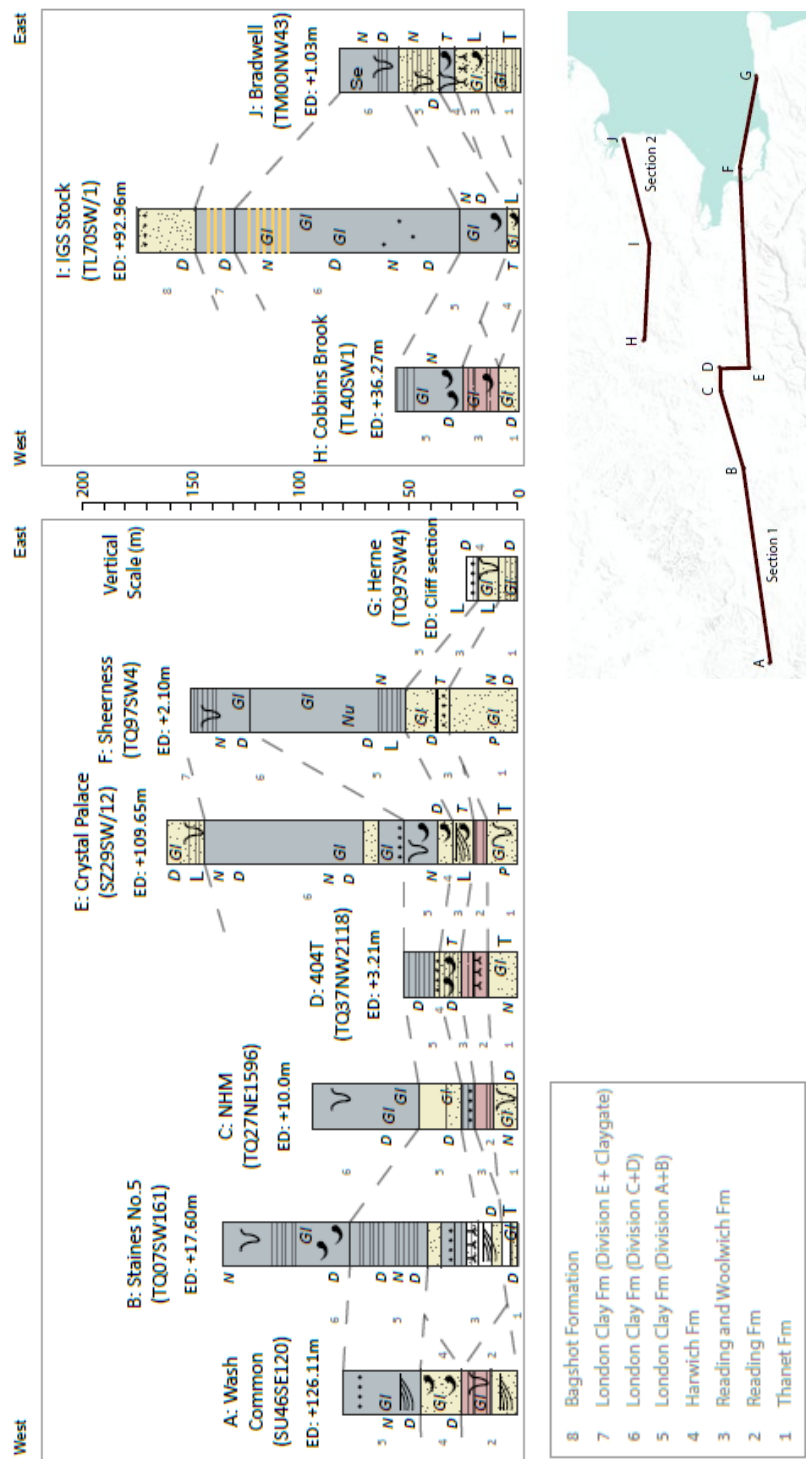 West
East
A: Wash
Common
(SU46SE120)
ED: +126.11m
B: Staines No.5
(TQ07SW161)
ED: +17.60m
C: NHM
(TQ27NE1596)
ED: +10.0m
D: 404T
(TQ37NW2118)
ED: +3.21m
E: Crystal Palace
(SZ29SW/12)
ED: +109.65m
F: Sheerness
(TQ97SW4)
ED: +2.10m
G: Herne
(TQ97SW4)
ED: Cliff section
Vertical
Scale (m)
200
150
100
50
0
West
East
H: Cobbins Brook
(TL40SW1)
ED: +36.27m
I: IGS Stock
(TL70SW/1)
ED: +92.96m
J: Bradwell
(TM00NW43)
ED: +1.03m
8 Bagshot Formation
7 London Clay Fm (Division E + Claygate)
6 London Clay Fm (Division C+D)
5 London Clay Fm (Division A+B)
4 Harwich Fm
3 Reading and Woolwich Fm
2 Reading Fm
1 Thanet Fm
A
Section 1
B
C
D
E
F
G
H
I
Section 2
J